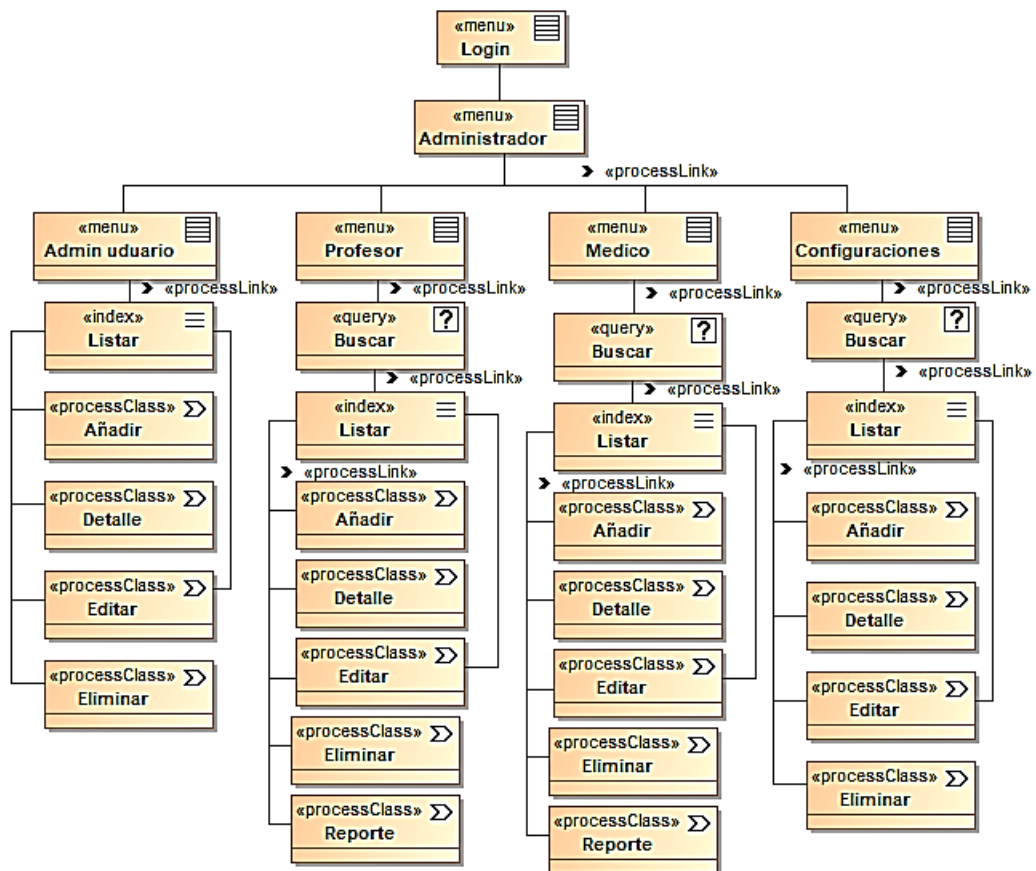 «menu»
Login
«menu»
Administrador
«processLink»
«menu»
Admin uduario
«menu»
Profesor
«menu»
Medico
«menu»
Configuraciones
«processLink»
«processLink»
«processLink»
«processLink»
«index»
Listar
«query»
Buscar
«query»
Buscar
«query»
Buscar
«processLink»
«processLink»
«processLink»
«processClass»
Añadir
«index»
Listar
«index»
Listar
«index»
Listar
«processLink»
«processLink»
«processLink»
«processClass»
Detalle
«processClass»
Añadir
«processClass»
Añadir
«processClass»
Añadir
«processClass»
Editar
«processClass»
Detalle
«processClass»
Detalle
«processClass»
Detalle
«processClass»
Eliminar
«processClass»
Editar
«processClass»
Editar
«processClass»
Editar
«processClass»
Eliminar
«processClass»
Eliminar
«processClass»
Eliminar
«processClass»
Reporte
«processClass»
Reporte